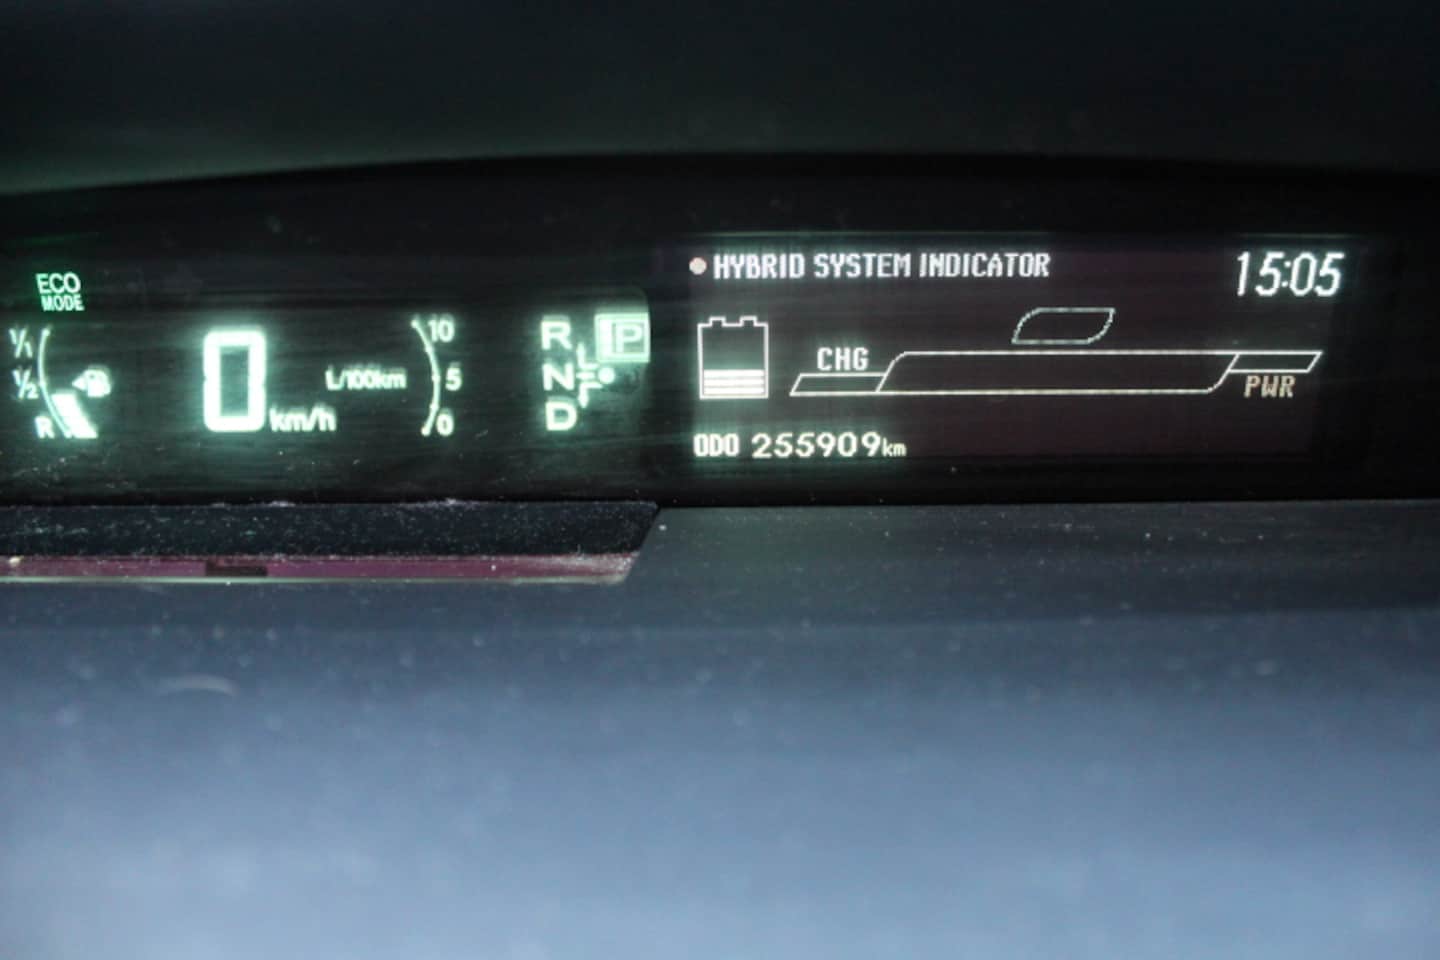 ECO
MODE
1/1
1/2
R
0 km/h
L/100km
10
5
0
R P
N
D
HYBRID SYSTEM INDICATOR
15:05
CHG
PWR
ODO 255909km